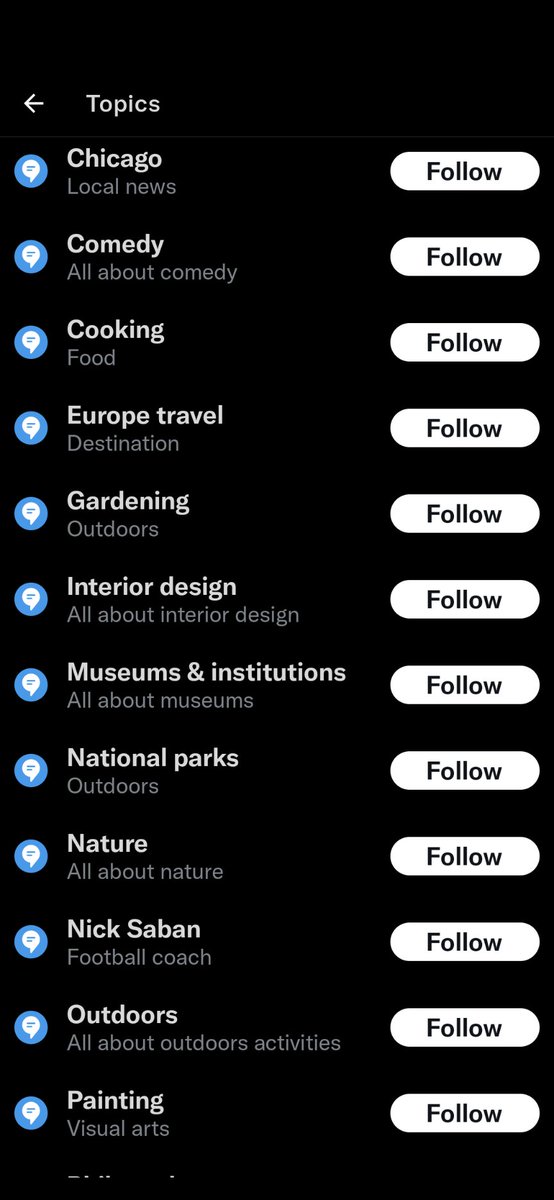 Topics
Chicago
Local news
Follow
Comedy
All about comedy
Follow
Cooking
Food
Follow
Europe travel
Destination
Follow
Gardening
Outdoors
Follow
Interior design
All about interior design
Follow
Museums & institutions
All about museums
Follow
National parks
Outdoors
Follow
Nature
All about nature
Follow
Nick Saban
Football coach
Follow
Outdoors
All about outdoors activities
Follow
Painting
Visual arts
Follow